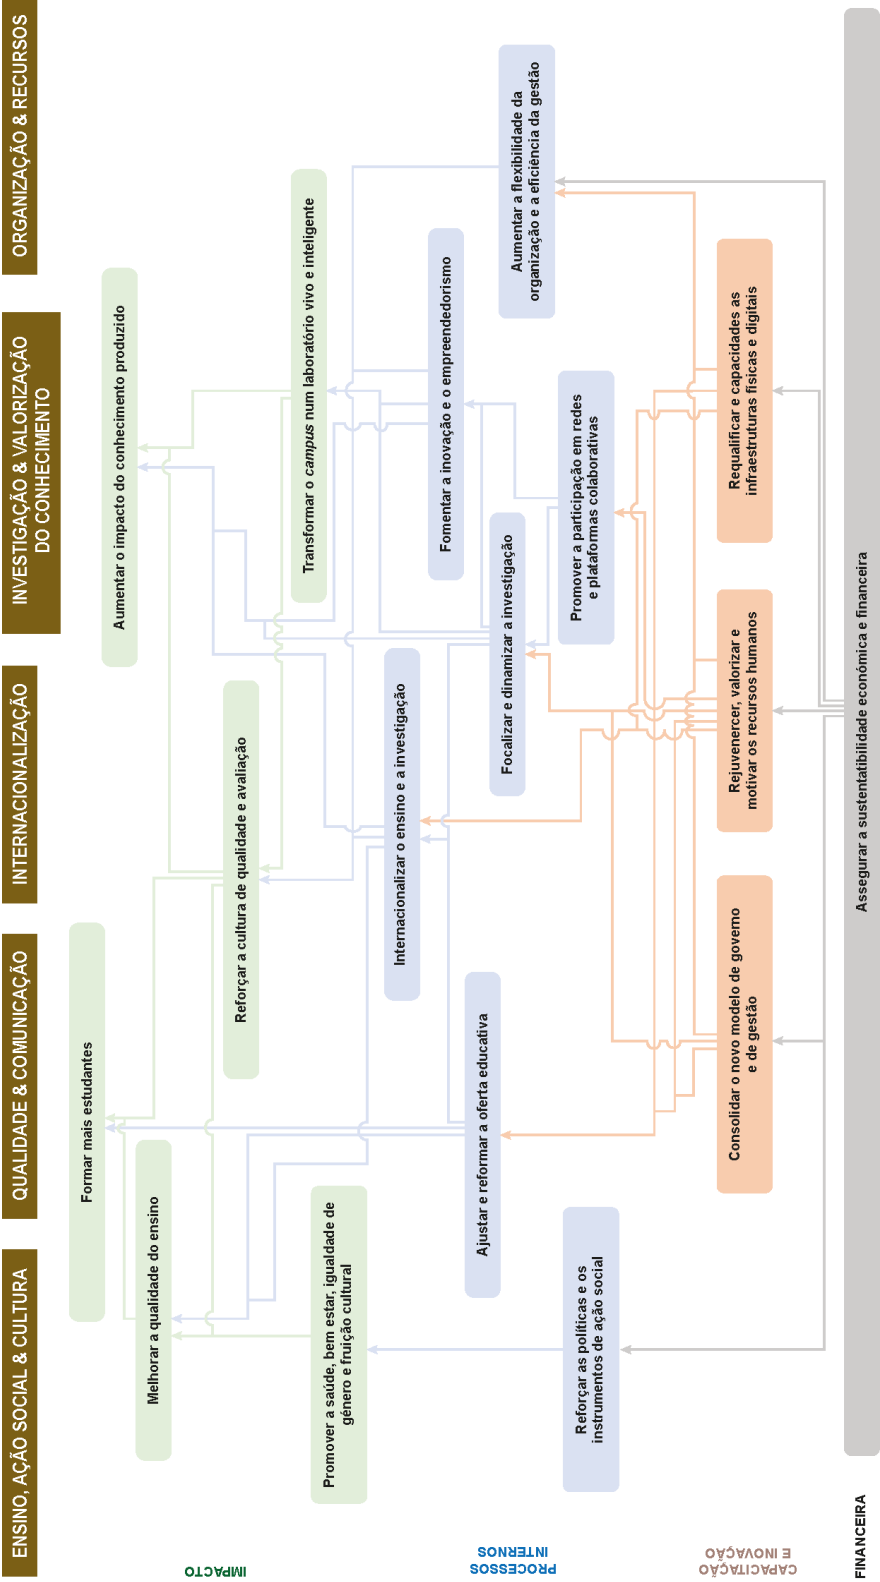 ENSINO, AÇÃO SOCIAL & CULTURA
QUALIDADE & COMUNICAÇÃO
INTERNACIONALIZAÇÃO
INVESTIGAÇÃO & VALORIZAÇÃO
DO CONHECIMENTO
ORGANIZAÇÃO & RECURSOS
IMPACTO
Formar mais estudantes
Aumentar o impacto do conhecimento produzido
Melhorar a qualidade do ensino
Reforçar a cultura de qualidade e avaliação
Transformar o campus num laboratório vivo e inteligente
Promover a saúde, bem estar, igualdade de
género e fruição cultural
PROCESSOS
INTERNOS
Internacionalizar o ensino e a investigação
Fomentar a inovação e o empreendedorismo
Ajustar e reformar a oferta educativa
Focalizar e dinamizar a investigação
Aumentar a flexibilidade da
organização e a eficiência da gestão
Reforçar as políticas e os
instrumentos de ação social
Promover a participação em redes
e plataformas colaborativas
CAPACITAÇÃO
E INOVAÇÃO
Consolidar o novo modelo de governo
e de gestão
Rejuvenercer, valorizar e
motivar os recursos humanos
Requalificar e capacidades as
infraestruturas físicas e digitais
FINANCEIRA
Assegurar a sustentatibilidade económica e financeira